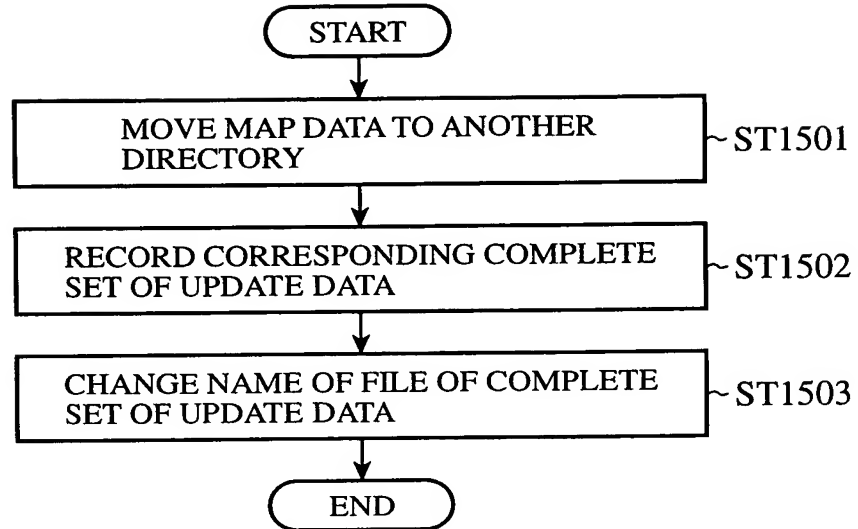 START
MOVE MAP DATA TO ANOTHER
DIRECTORY
ST1501
RECORD CORRESPONDING COMPLETE
SET OF UPDATE DATA
ST1502
CHANGE NAME OF FILE OF COMPLETE
SET OF UPDATE DATA
ST1503
END